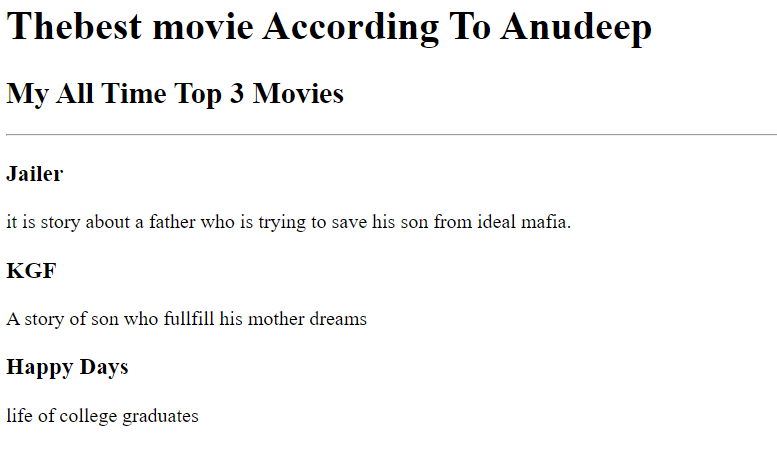 Thebest movie According To Anudeep
My All Time Top 3 Movies
Jailer
it is story about a father who is trying to save his son from ideal mafia.
KGF
A story of son who fullfill his mother dreams
Happy Days
life of college graduates